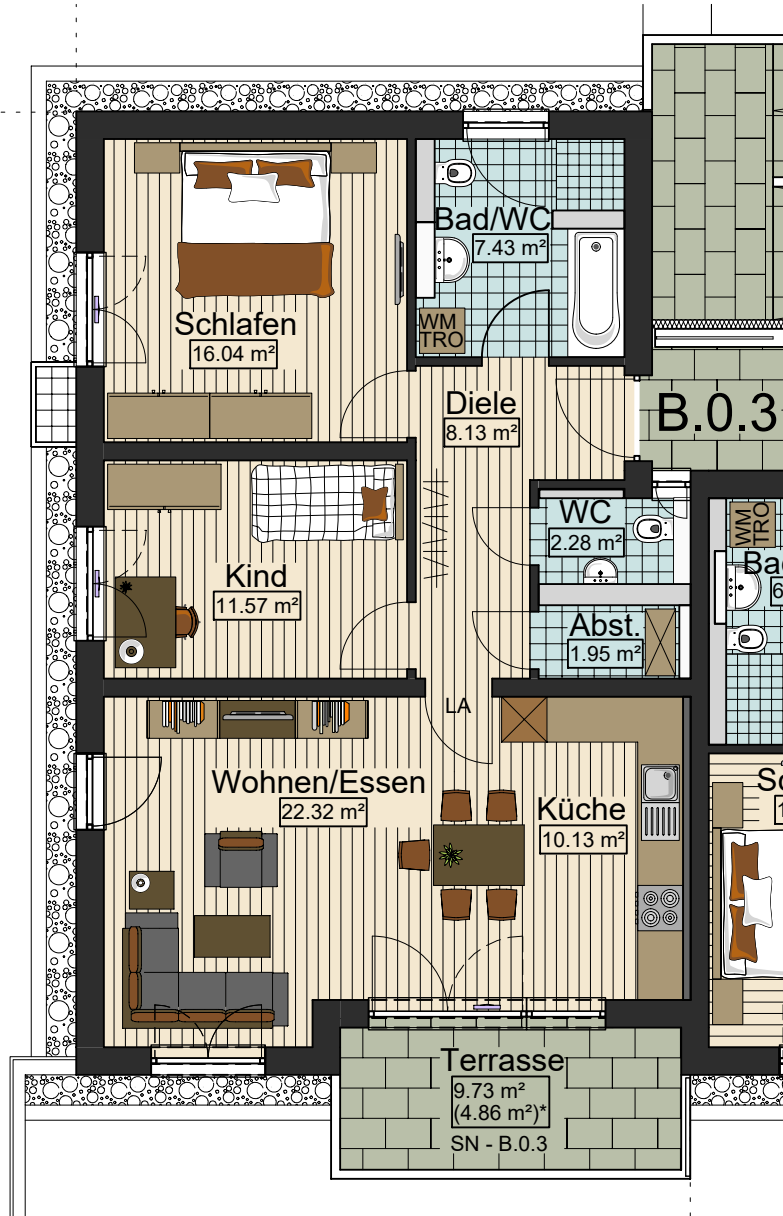 Bad/WC
7.43 m²
WM
TRO
Schlafen
16.04 m²
Diele
8.13 m²
B.0.3
WC
2.28 m²
WM
TRO
Kind
11.57 m²
Abst.
1.95 m²
LA
Wohnen/Essen
22.32 m²
Küche
10.13 m²
Terrasse
9.73 m²
(4.86 m²)*
SN - B.0.3